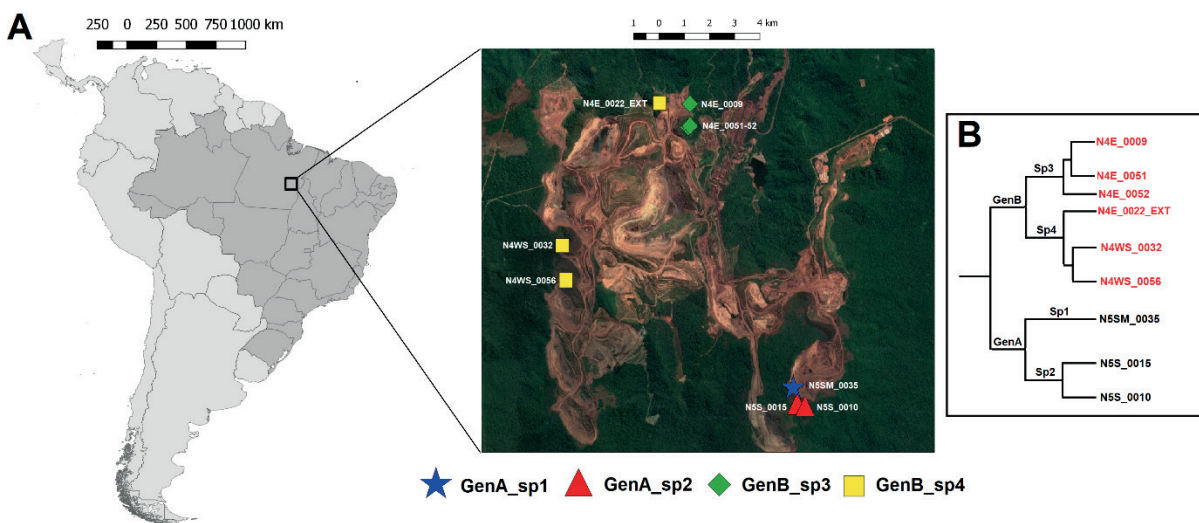 A
250 0 250 500 750 1000 km
1 0 1 2 3 4 km
N4E_0022_EXT
N4E_0009
N4E_0051-52
N4WS_0032
N4WS_0056
N5SM_0035
N5S_0015
N5S_0010
B
N4E_0009
Sp3
N4E_0051
N4E_0052
GenB
N4E_0022_EXT
Sp4
N4WS_0032
N4WS_0056
Sp1
N5SM_0035
GenA
N5S_0015
Sp2
N5S_0010
GenA_sp1
GenA_sp2
GenB_sp3
GenB_sp4